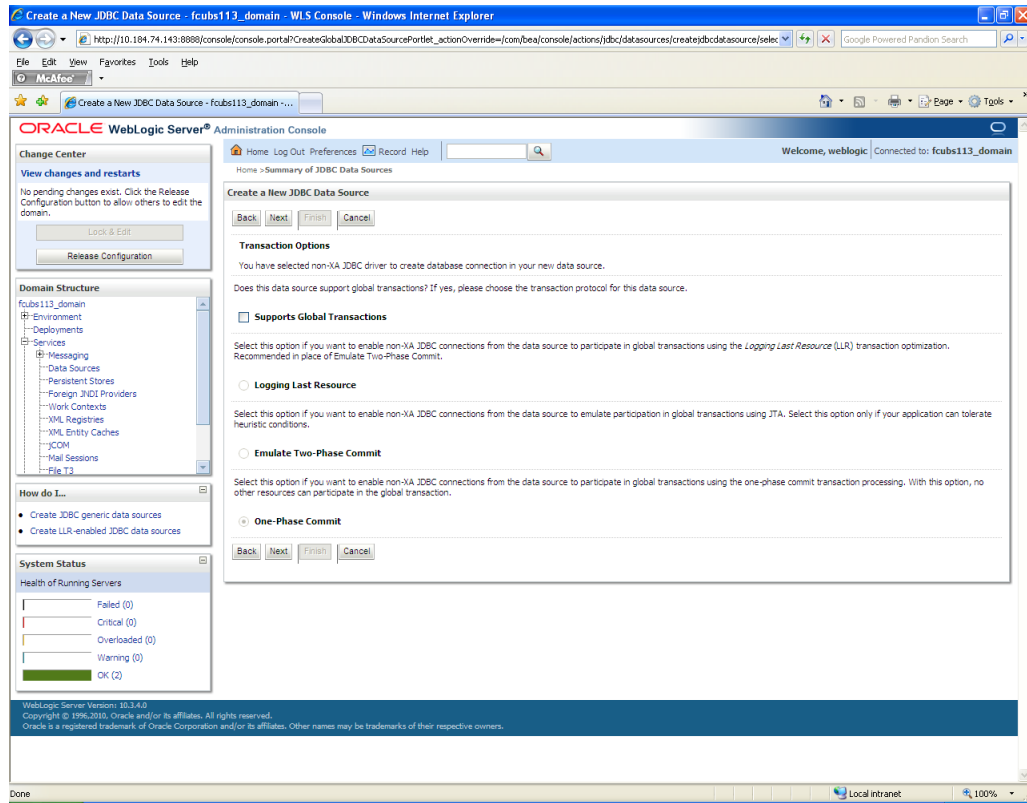 Create a New JDBC Data Source - fcubs113_domain - WLS Console - Windows Internet Explorer
http://10.184.74.143:8888/console/console.portal?CreateGlobalJDBCDataSourcePortlet_actionOverride=/com/bea/console/actions/jdbc/datasources/createjdbcdatasource/selec
Google Powered Pandion Search
File Edit View Favorites Tools Help
McAfee
Create a New JDBC Data Source - fcubs113_domain -...
Page Tools
ORACLE WebLogic Server® Administration Console
Change Center
View changes and restarts
No pending changes exist. Click the Release
Configuration button to allow others to edit the
domain.
Lock & Edit
Release Configuration
Domain Structure
fcubs113_domain
Environment
Deployments
Services
Messaging
Data Sources
Persistent Stores
Foreign JNDI Providers
Work Contexts
XML Registries
XML Entity Caches
jCOM
Mail Sessions
File T3
How do I...
Create JDBC generic data sources
Create LLR-enabled JDBC data sources
System Status
Health of Running Servers
Failed (0)
Critical (0)
Overloaded (0)
Warning (0)
OK (2)
Home Log Out Preferences Record Help
Welcome, weblogic Connected to: fcubs113_domain
Home >Summary of JDBC Data Sources
Create a New JDBC Data Source
Back Next Finish Cancel
Transaction Options
You have selected non-XA JDBC driver to create database connection in your new data source.
Does this data source support global transactions? If yes, please choose the transaction protocol for this data source.
Supports Global Transactions
Select this option if you want to enable non-XA JDBC connections from the data source to participate in global transactions using the Logging Last Resource (LLR) transaction optimization.
Recommended in place of Emulate Two-Phase Commit.
Logging Last Resource
Select this option if you want to enable non-XA JDBC connections from the data source to emulate participation in global transactions using JTA. Select this option only if your application can tolerate
heuristic conditions.
Emulate Two-Phase Commit
Select this option if you want to enable non-XA JDBC connections from the data source to participate in global transactions using the one-phase commit transaction processing. With this option, no
other resources can participate in the global transaction.
One-Phase Commit
Back Next Finish Cancel
WebLogic Server Version: 10.3.4.0
Copyright © 1996,2010, Oracle and/or its affiliates. All rights reserved.
Oracle is a registered trademark of Oracle Corporation and/or its affiliates. Other names may be trademarks of their respective owners.
Done
Local intranet
100%